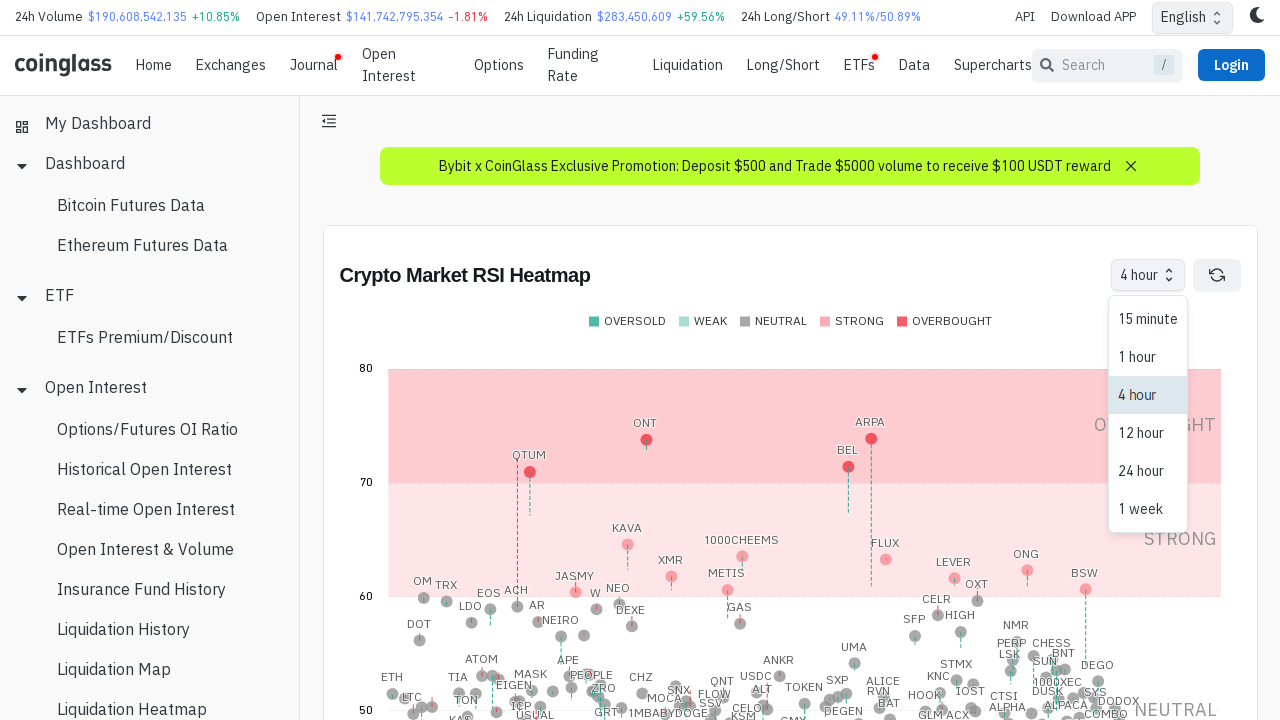 24h Volume $190,608,542,135 +10.85% Open Interest $141,742,795,354 -1.81% 24h Liquidation $283,450,609 +59.56% 24h Long/Short 49.11%/50.89% API Download APP English
coinglass Home Exchanges Journal Open Interest Options Funding Rate Liquidation Long/Short ETFs Data Supercharts Search / Login
My Dashboard
Dashboard
Bitcoin Futures Data
Ethereum Futures Data
ETF
ETFs Premium/Discount
Open Interest
Options/Futures OI Ratio
Historical Open Interest
Real-time Open Interest
Open Interest & Volume
Insurance Fund History
Liquidation History
Liquidation Map
Liquidation Heatmap
Bybit x CoinGlass Exclusive Promotion: Deposit $500 and Trade $5000 volume to receive $100 USDT reward
Crypto Market RSI Heatmap
4 hour
15 minute
1 hour
4 hour
12 hour
24 hour
1 week
OVERSOLD WEAK NEUTRAL STRONG OVERBOUGHT
80
ONT ARPA
QTUM BEL
70
KAVA 1000CHEEMS FLUX STRONG
XMR LEVER ONG
JASMY METIS BSW
60
OM TRX EOS ACH NEO W OXT
LDO AR DEXE GAS CELR
DOT NEIRO SFP HIGH NMR
PERP CHESS
UMA LSK BNT
ATOM APE ANKR STMX SUN DEGO
ETH TIA MASK PEOPLE CHZ QNT USDC SXP ALICE KNC 1000XEC
LTC TON EIGEN ZRO SNX ALT TOKEN RVN HOOK IOST CTSI DUSK SYS
MOCA FLOW BAT DODOX
ICP SSV CELO ALPHA ALPACA
50 USUAL GRT 1MBABYDOGE KSM DEGEN GLM ACX COMBO NEUTRAL